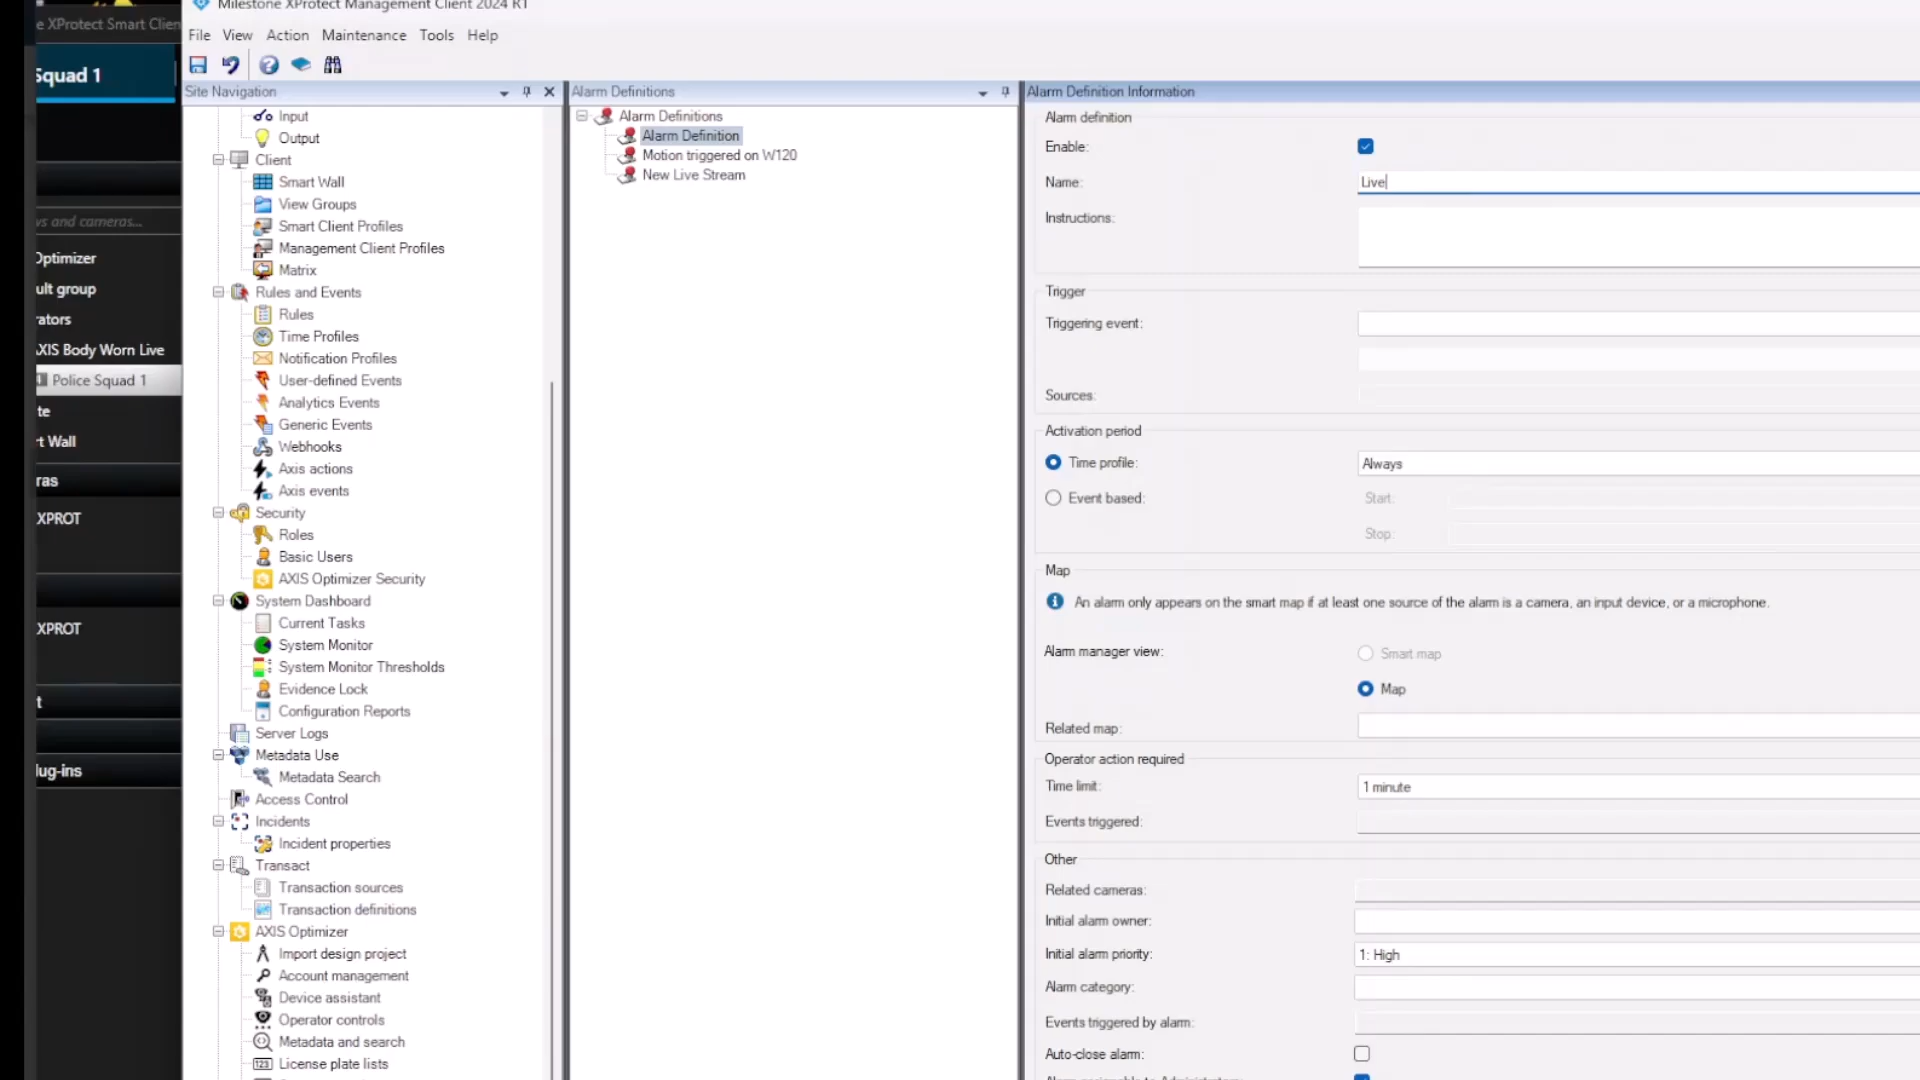 e XProtect Smart Clien
Squad 1
ws and cameras...
Optimizer
ult group
rators
AXIS Body Worn Live
Police Squad 1
te
rt Wall
ras
XPROT
XPROT
t
lug-ins
Milestone XProtect Management Client 2024 R1
File View Action Maintenance Tools Help
Site Navigation
Input
Output
Client
Smart Wall
View Groups
Smart Client Profiles
Management Client Profiles
Matrix
Rules and Events
Rules
Time Profiles
Notification Profiles
User-defined Events
Analytics Events
Generic Events
Webhooks
Axis actions
Axis events
Security
Roles
Basic Users
AXIS Optimizer Security
System Dashboard
Current Tasks
System Monitor
System Monitor Thresholds
Evidence Lock
Configuration Reports
Server Logs
Metadata Use
Metadata Search
Access Control
Incidents
Incident properties
Transact
Transaction sources
Transaction definitions
AXIS Optimizer
Import design project
Account management
Device assistant
Operator controls
Metadata and search
License plate lists
Alarm Definitions
Alarm Definitions
Alarm Definition
Motion triggered on W120
New Live Stream
Alarm Definition Information
Alarm definition
Enable:
Name: Live
Instructions:
Trigger
Triggering event:
Sources:
Activation period
Time profile: Always
Event based: Start:
Stop:
Map
An alarm only appears on the smart map if at least one source of the alarm is a camera, an input device, or a microphone.
Alarm manager view: Smart map
Map
Related map:
Operator action required
Time limit: 1 minute
Events triggered:
Other
Related cameras:
Initial alarm owner:
Initial alarm priority: 1: High
Alarm category:
Events triggered by alarm:
Auto-close alarm: